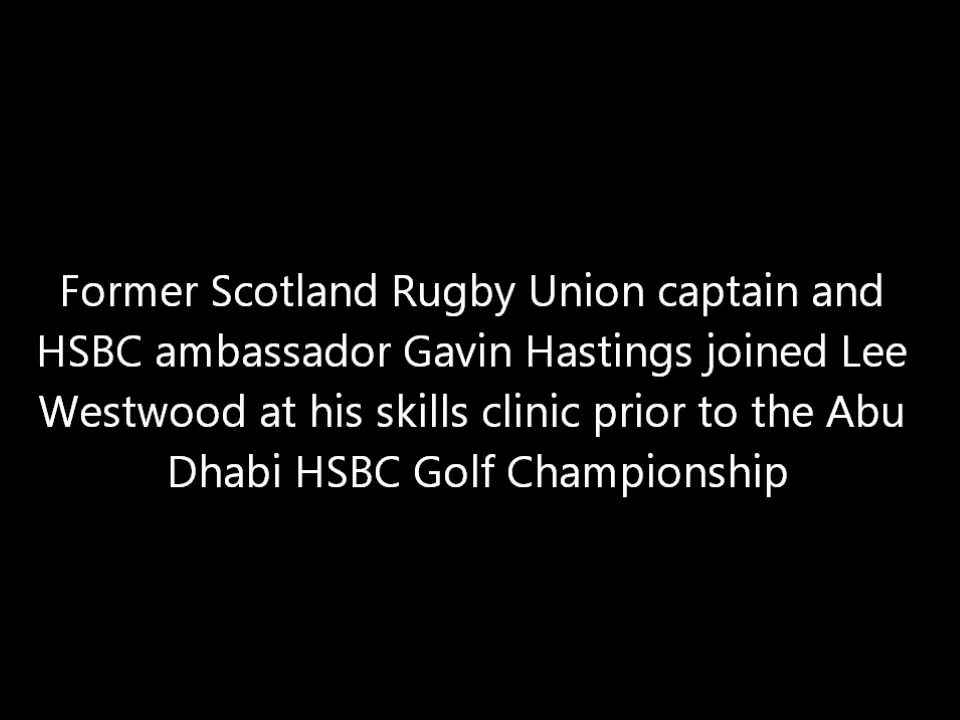 Former Scotland Rugby Union captain and
HSBC ambassador Gavin Hastings joined Lee
Westwood at his skills clinic prior to the Abu
Dhabi HSBC Golf Championship